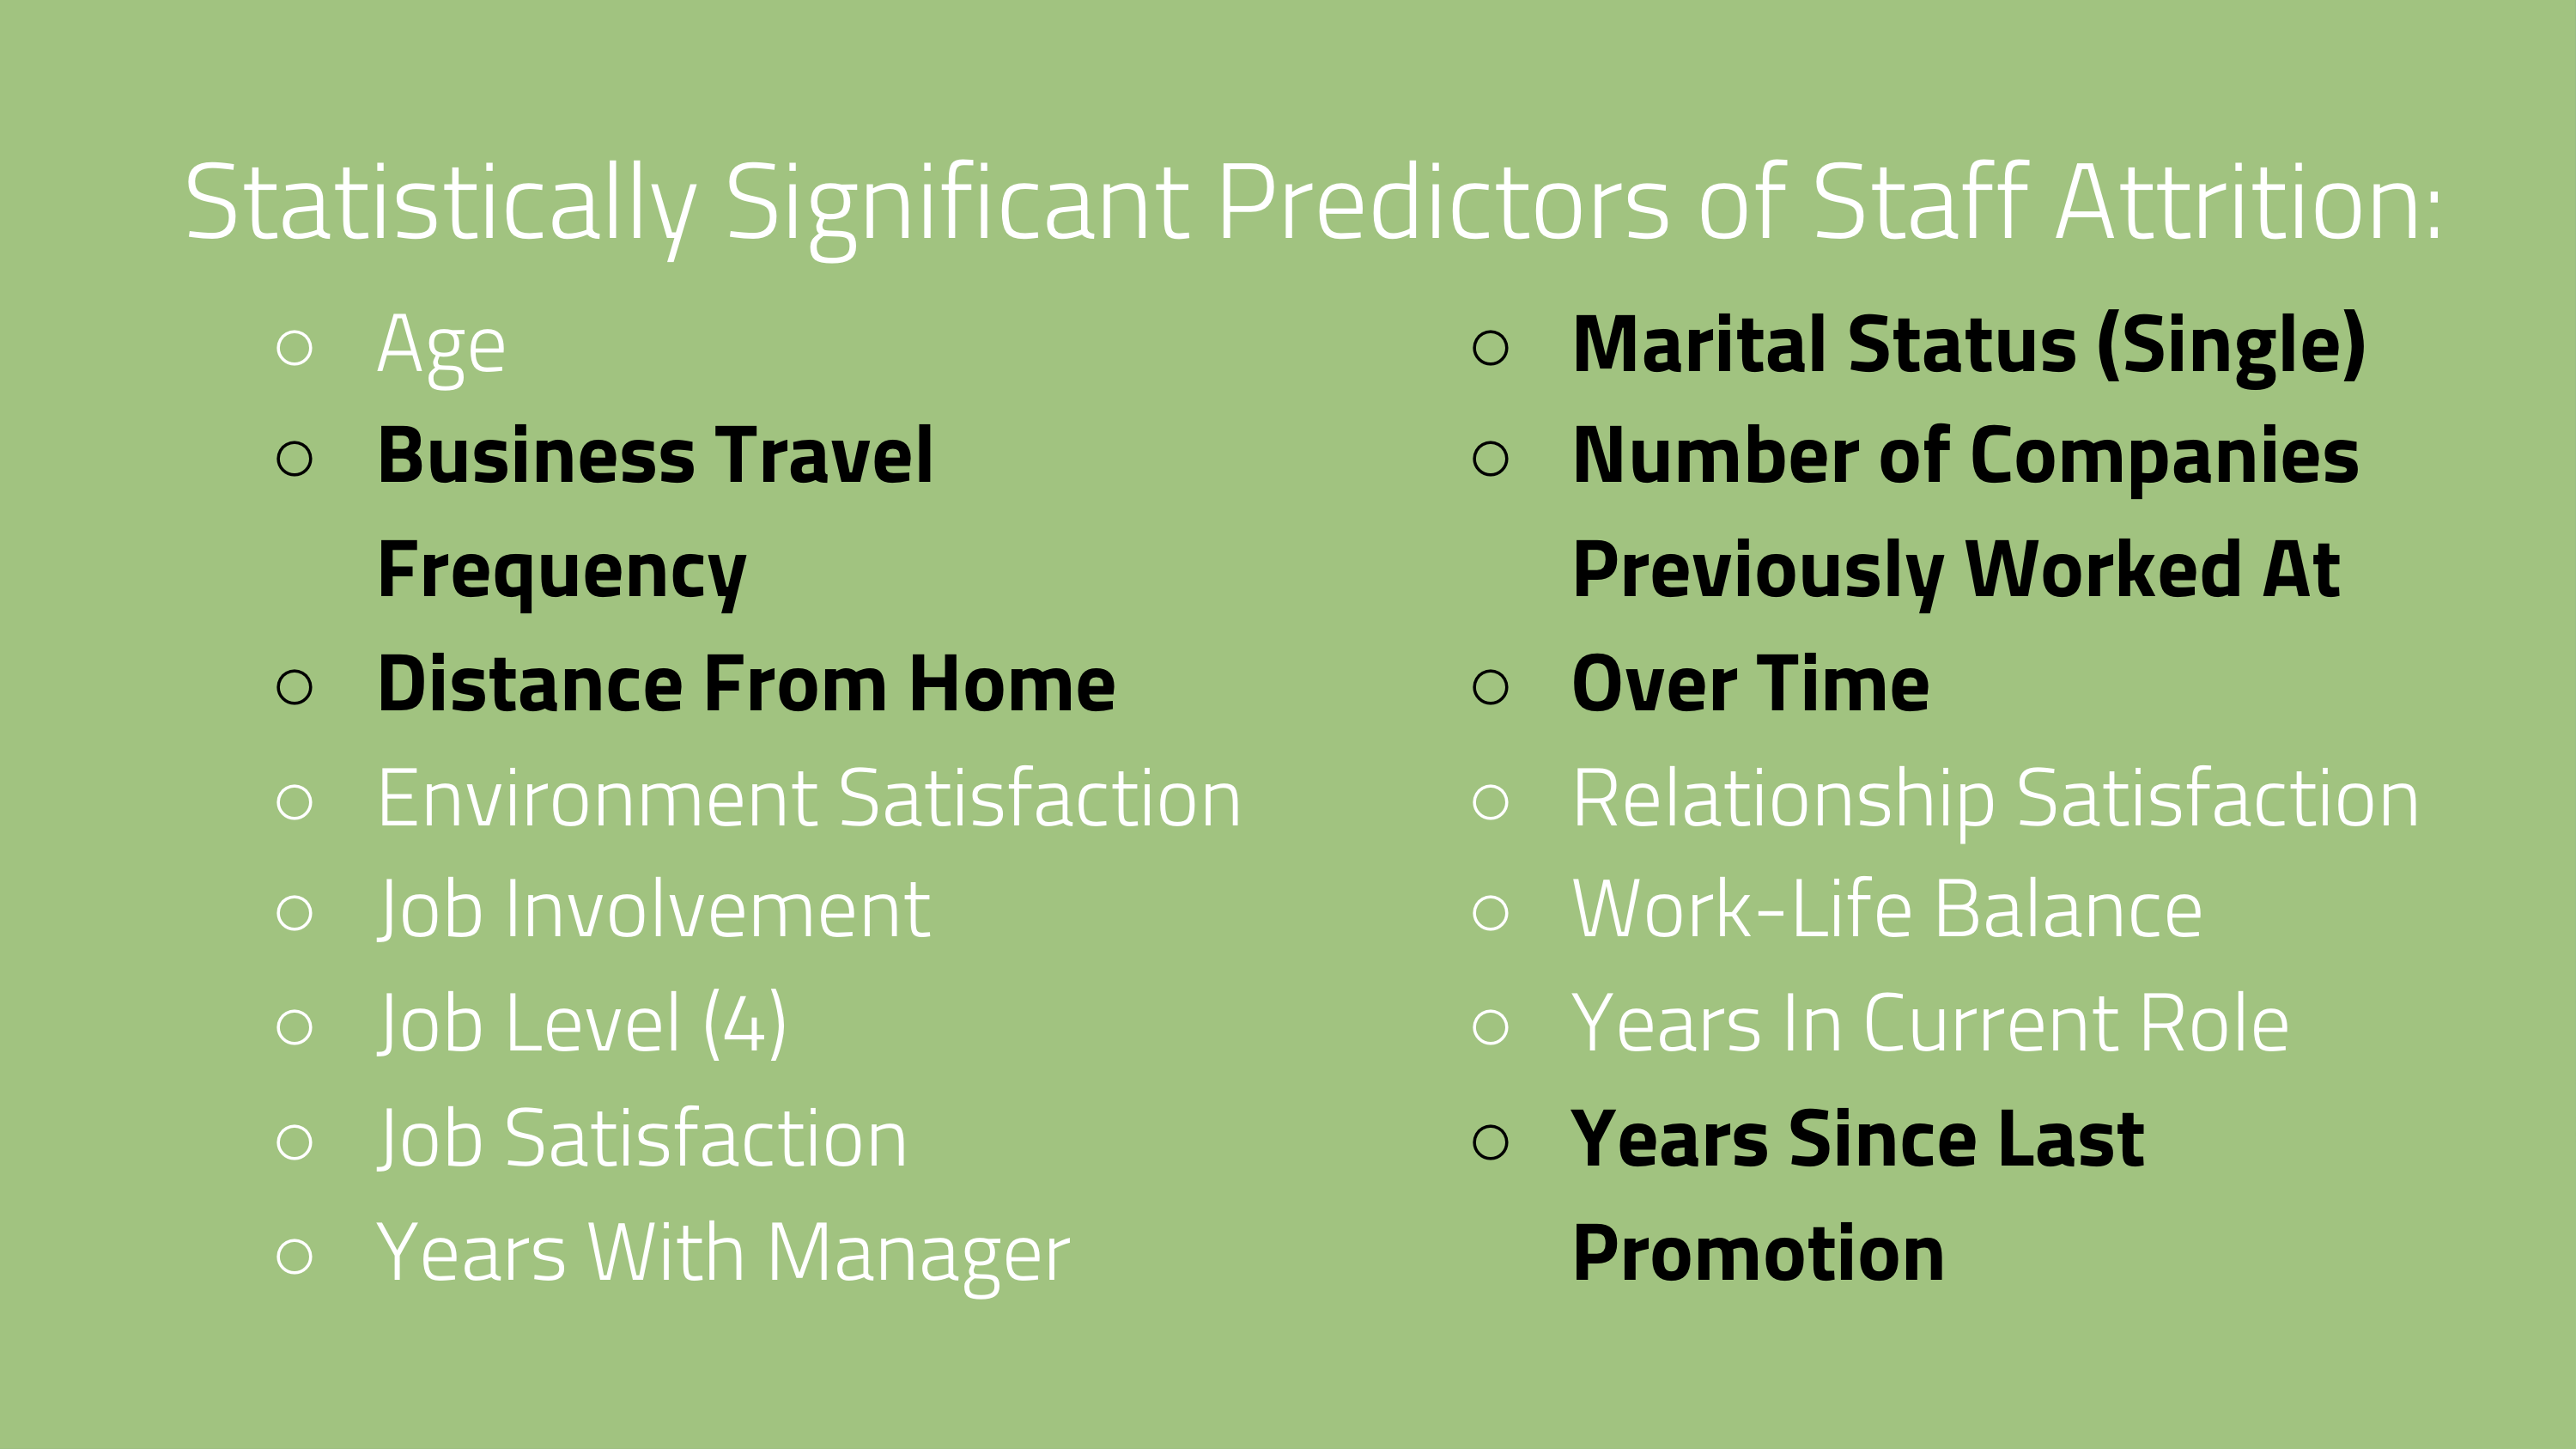 Statistically Significant Predictors of Staff Attrition:
○ Age
○ Business Travel
Frequency
○ Distance From Home
○ Environment Satisfaction
○ Job Involvement
○ Job Level (4)
○ Job Satisfaction
○ Years With Manager
○ Marital Status (Single)
○ Number of Companies
Previously Worked At
○ Over Time
○ Relationship Satisfaction
○ Work-Life Balance
○ Years In Current Role
○ Years Since Last
Promotion